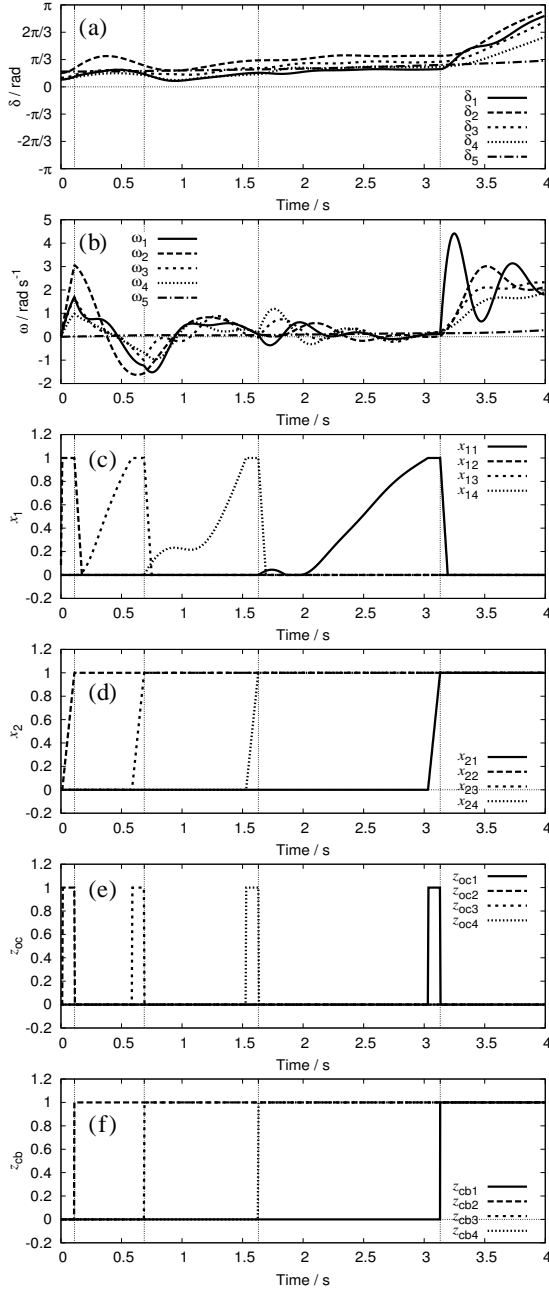 (a)
π
2π/3
π/3
0
-π/3
-2π/3
-π
δ / rad
δ1
δ2
δ3
δ4
δ5
0 0.5 1 1.5 2 2.5 3 3.5 4
Time / s
(b)
5
4
3
2
1
0
-1
-2
ω / rad s-1
ω1
ω2
ω3
ω4
ω5
0 0.5 1 1.5 2 2.5 3 3.5 4
Time / s
(c)
1.2
1
0.8
0.6
0.4
0.2
0
-0.2
x1
x11
x12
x13
x14
0 0.5 1 1.5 2 2.5 3 3.5 4
Time / s
(d)
1.2
1
0.8
0.6
0.4
0.2
0
-0.2
x2
x21
x22
x23
x24
0 0.5 1 1.5 2 2.5 3 3.5 4
Time / s
(e)
1.2
1
0.8
0.6
0.4
0.2
0
-0.2
zoc
zoc1
zoc2
zoc3
zoc4
0 0.5 1 1.5 2 2.5 3 3.5 4
Time / s
(f)
1.2
1
0.8
0.6
0.4
0.2
0
-0.2
zcb
zcb1
zcb2
zcb3
zcb4
0 0.5 1 1.5 2 2.5 3 3.5 4
Time / s